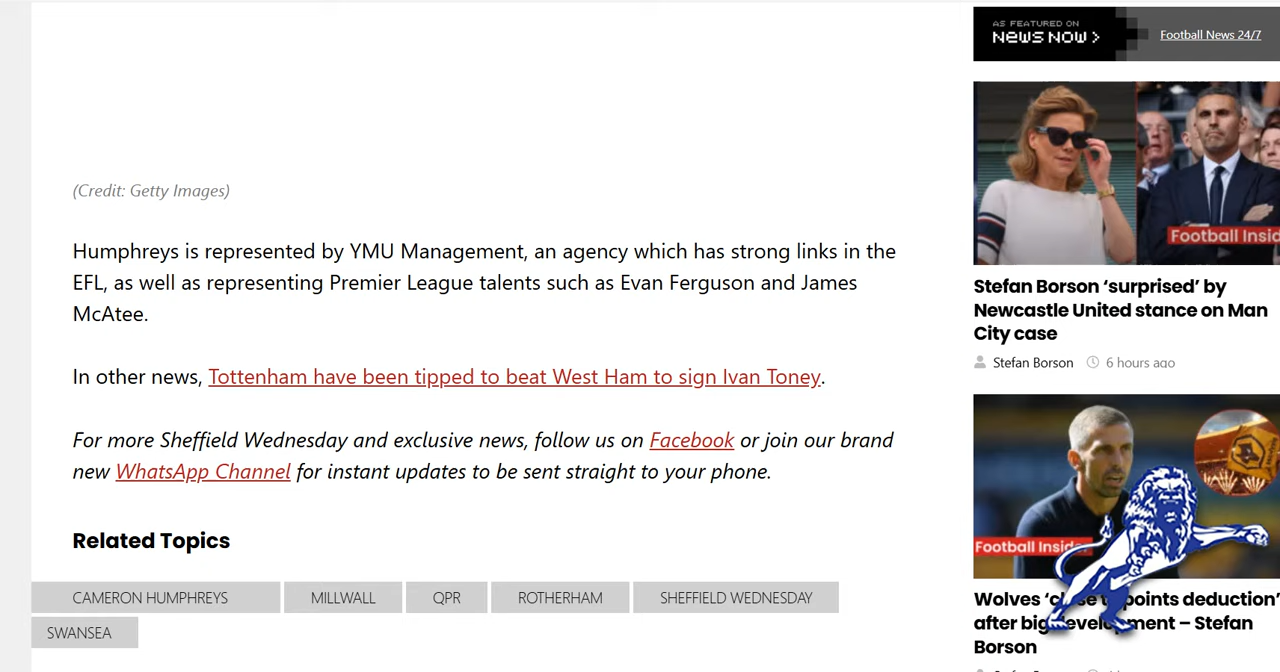 AS FEATURED ON
NEWS NOW >
Football News 24/7
(Credit: Getty Images)
Humphreys is represented by YMU Management, an agency which has strong links in the
EFL, as well as representing Premier League talents such as Evan Ferguson and James
McAtee.
In other news, Tottenham have been tipped to beat West Ham to sign Ivan Toney.
For more Sheffield Wednesday and exclusive news, follow us on Facebook or join our brand
new WhatsApp Channel for instant updates to be sent straight to your phone.
Related Topics
CAMERON HUMPHREYS
MILLWALL
QPR
ROTHERHAM
SHEFFIELD WEDNESDAY
SWANSEA
Football Insid
Stefan Borson ‘surprised’ by
Newcastle United stance on Man
City case
Stefan Borson
6 hours ago
Football Inside
Wolves points deduction’
after big – Stefan
Borson